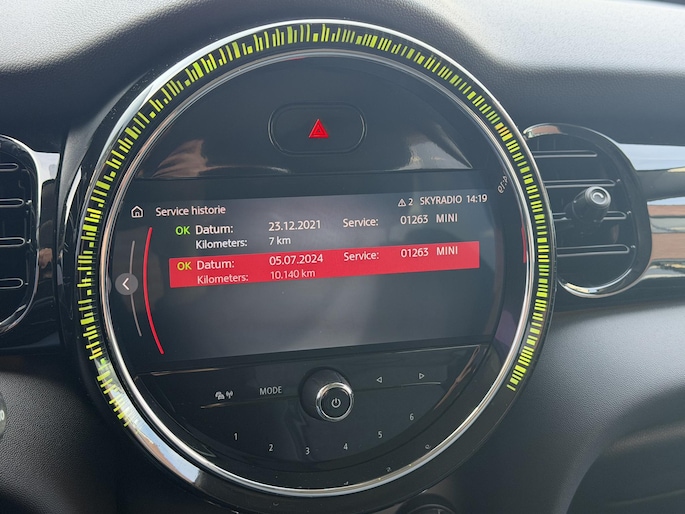 Service historie
⚠ 2 SKYRADIO 14:19
OK Datum: 23.12.2021 Service: 01263 MINI
Kilometers: 7 km
OK Datum: 05.07.2024 Service: 01263 MINI
Kilometers: 10.140 km
MODE
1 2 3 4 5 6